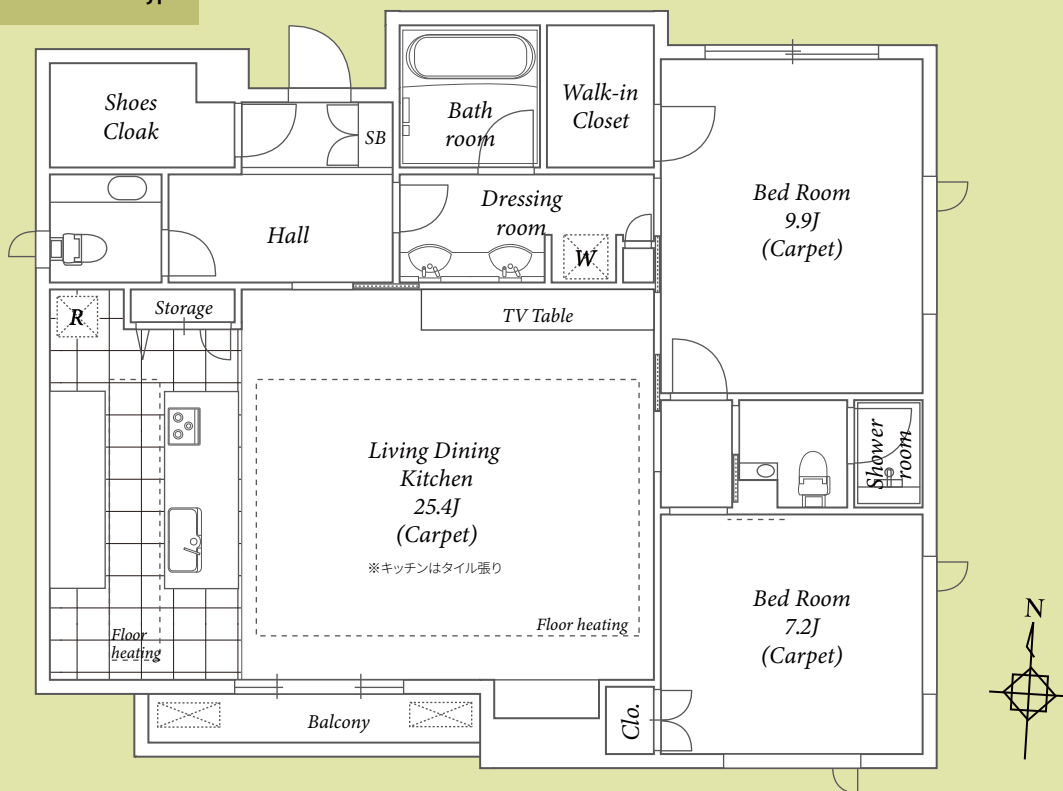 Shoes
Cloak
SB
Bath
room
Walk-in
Closet
Bed Room
9.9J
(Carpet)
Hall
Dressing
room
W
R
Storage
TV Table
Living Dining
Kitchen
25.4J
(Carpet)
※キッチンはタイル張り
Floor heating
Floor
heating
Shower
room
Bed Room
7.2J
(Carpet)
Clo.
Balcony
N